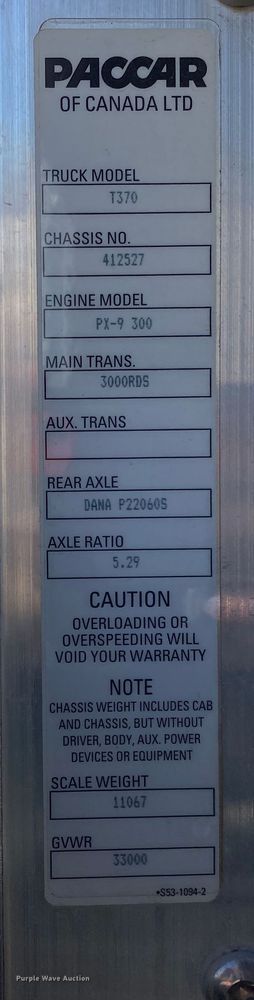 PACCAR
OF CANADA LTD
TRUCK MODEL
T370
CHASSIS NO.
412527
ENGINE MODEL
PX-9 300
MAIN TRANS.
3000RDS
AUX. TRANS
REAR AXLE
DANA P22060S
AXLE RATIO
5.29
CAUTION
OVERLOADING OR
OVERSPEEDING WILL
VOID YOUR WARRANTY
NOTE
CHASSIS WEIGHT INCLUDES CAB
AND CHASSIS, BUT WITHOUT
DRIVER, BODY, AUX. POWER
DEVICES OR EQUIPMENT
SCALE WEIGHT
11067
GVWR
33000
•S53-1094-2
Purple Wave Auction